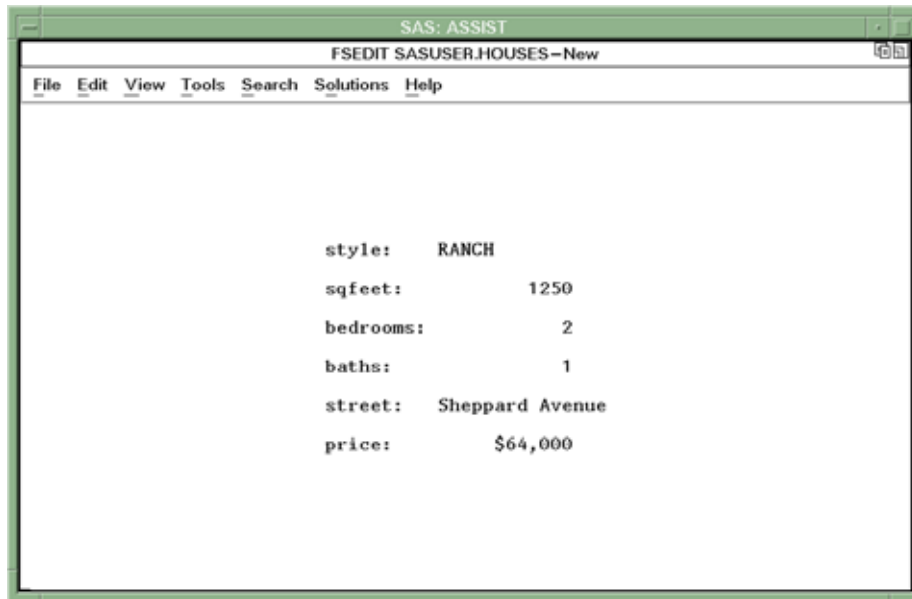 SAS: ASSIST
FSEDIT SASUSER.HOUSES–New
File Edit View Tools Search Solutions Help
style: RANCH
sqfeet: 1250
bedrooms: 2
baths: 1
street: Sheppard Avenue
price: $64,000